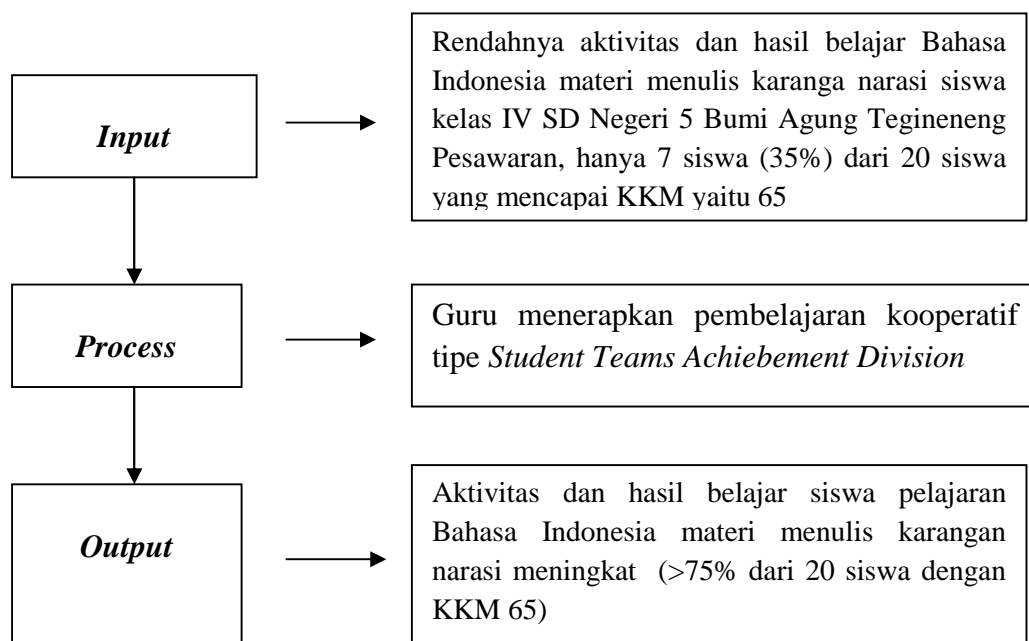 Input
Rendahnya aktivitas dan hasil belajar Bahasa
Indonesia materi menulis karanga narasi siswa
kelas IV SD Negeri 5 Bumi Agung Tegineneng
Pesawaran, hanya 7 siswa (35%) dari 20 siswa
yang mencapai KKM yaitu 65
Process
Guru menerapkan pembelajaran kooperatif
tipe Student Teams Achiebement Division
Output
Aktivitas dan hasil belajar siswa pelajaran
Bahasa Indonesia materi menulis karangan
narasi meningkat (>75% dari 20 siswa dengan
KKM 65)